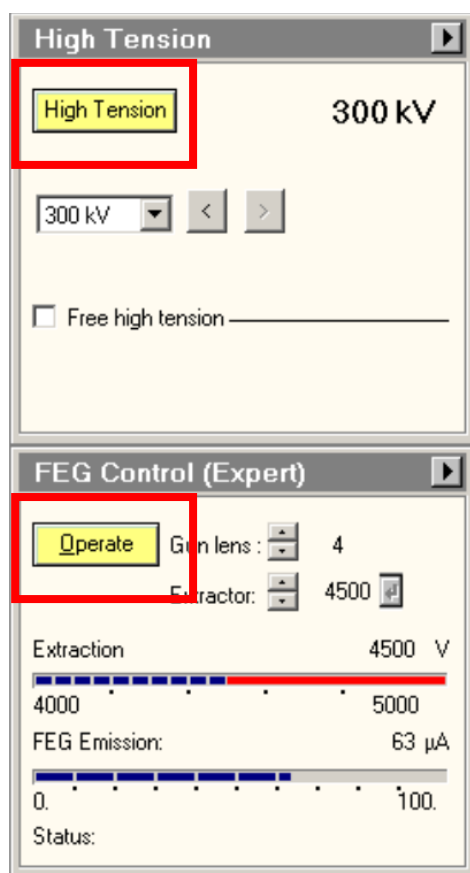 High Tension
High Tension 300 kV
300 kV < >
Free high tension
FEG Control (Expert)
Operate Gun lens : 4
Extractor: 4500
Extraction 4500 V
4000 5000
FEG Emission: 63 µA
0. 100.
Status: